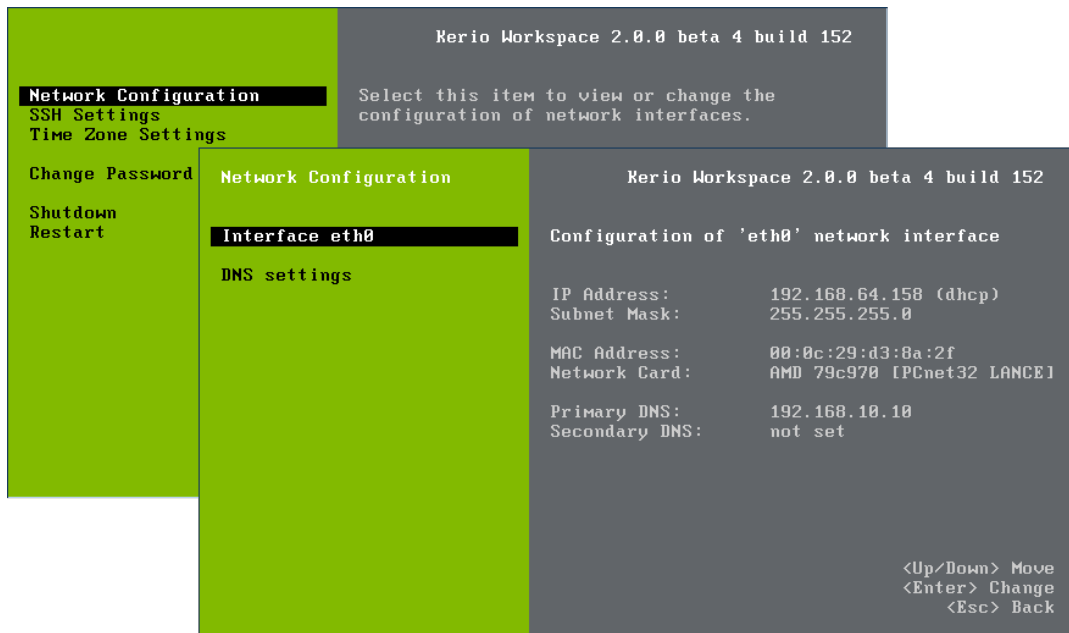 Kerio Workspace 2.0.0 beta 4 build 152
Network Configuration
SSH Settings
Time Zone Settings
Change Password
Shutdown
Restart
Select this item to view or change the
configuration of network interfaces.
Network Configuration
Kerio Workspace 2.0.0 beta 4 build 152
Interface eth0
DNS settings
Configuration of 'eth0' network interface
IP Address: 192.168.64.158 (dhcp)
Subnet Mask: 255.255.255.0
MAC Address: 00:0c:29:d3:8a:2f
Network Card: AMD 79c970 [PCnet32 LANCE]
Primary DNS: 192.168.10.10
Secondary DNS: not set
<Up/Down> Move
<Enter> Change
<Esc> Back